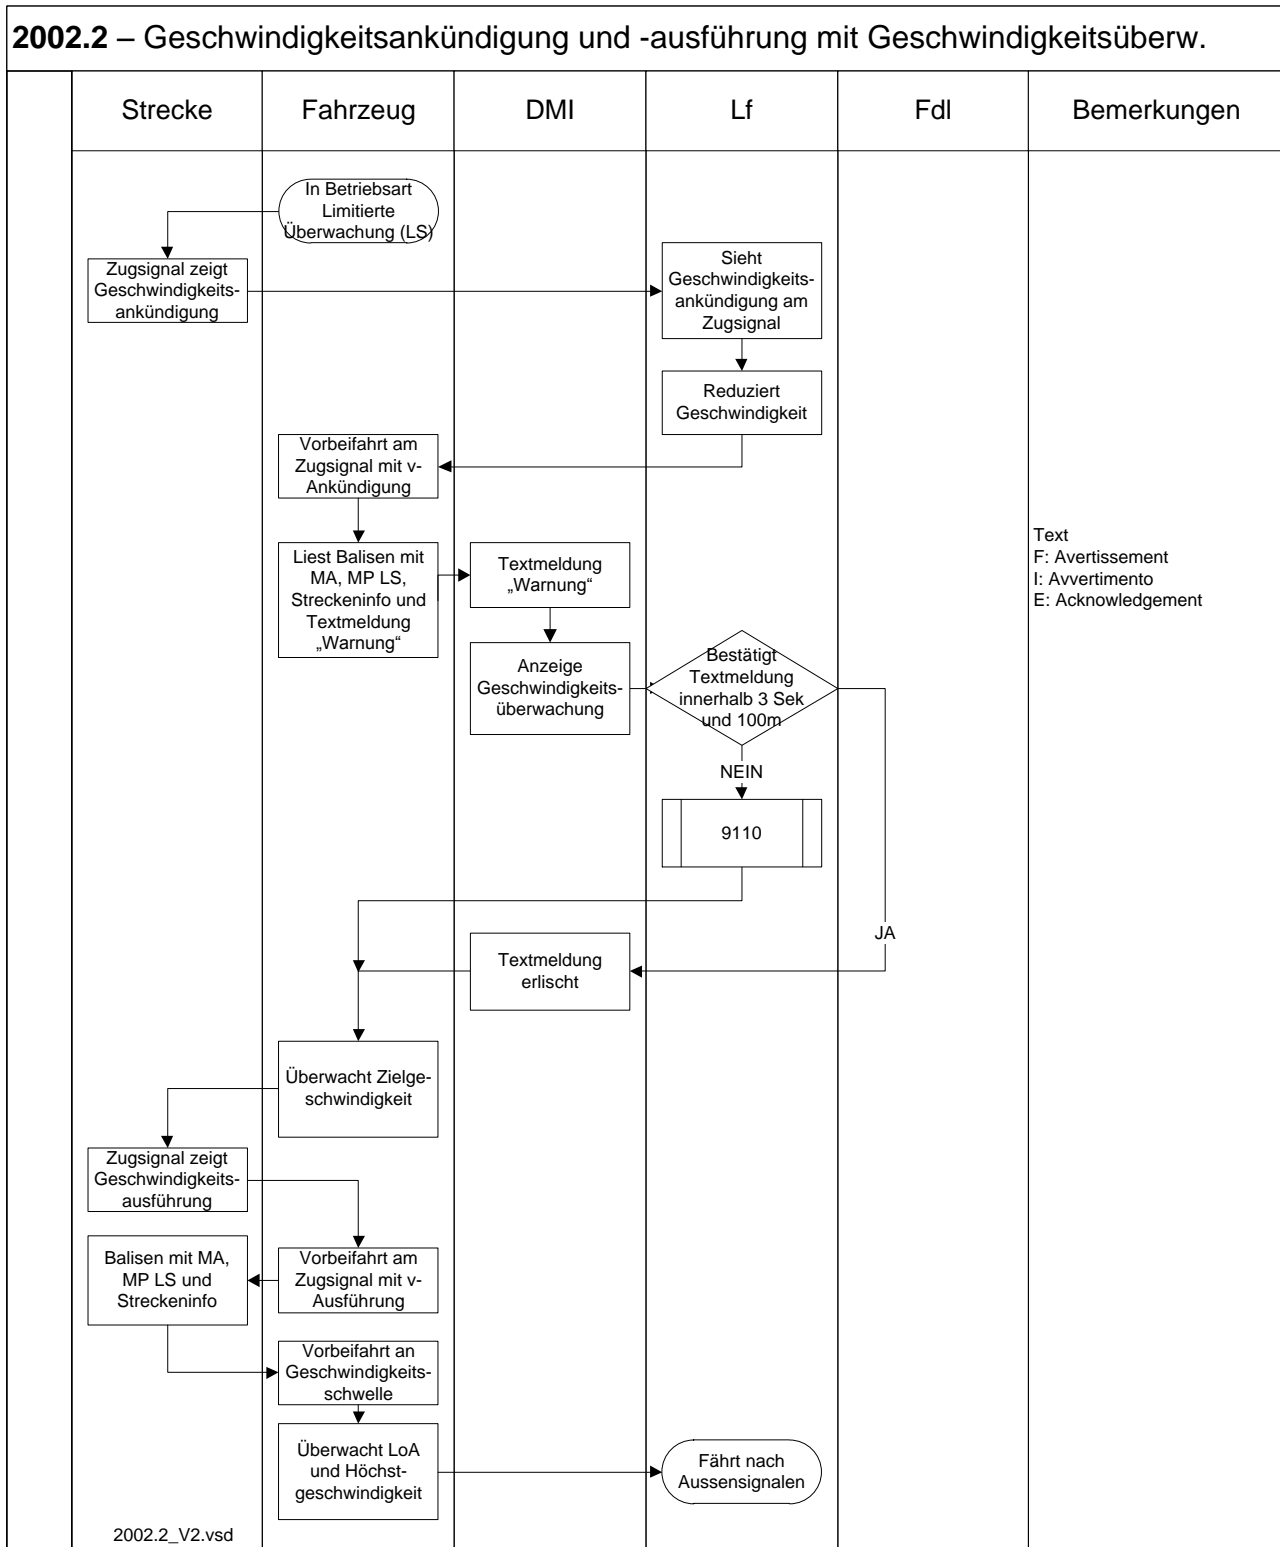 2002.2 – Geschwindigkeitsankündigung und -ausführung mit Geschwindigkeitsüberw.
Strecke
Fahrzeug
DMI
Lf
Fdl
Bemerkungen
In Betriebsart
Limitierte
Überwachung (LS)
Zugsignal zeigt
Geschwindigkeits-
ankündigung
Sieht
Geschwindigkeits-
ankündigung am
Zugsignal
Reduziert
Geschwindigkeit
Vorbeifahrt am
Zugsignal mit v-
Ankündigung
Liest Balisen mit
MA, MP LS,
Streckeninfo und
Textmeldung
„Warnung“
Textmeldung
„Warnung“
Text
F: Avertissement
I: Avvertimento
E: Acknowledgement
Anzeige
Geschwindigkeits-
überwachung
Bestätigt
Textmeldung
innerhalb 3 Sek
und 100m
NEIN
9110
JA
Textmeldung
erlischt
Überwacht Zielge-
schwindigkeit
Zugsignal zeigt
Geschwindigkeits-
ausführung
Vorbeifahrt am
Zugsignal mit v-
Ausführung
Balisen mit MA,
MP LS und
Streckeninfo
Vorbeifahrt an
Geschwindigkeits-
schwelle
Überwacht LoA
und Höchst-
geschwindigkeit
Fährt nach
Aussensignalen
2002.2_V2.vsd